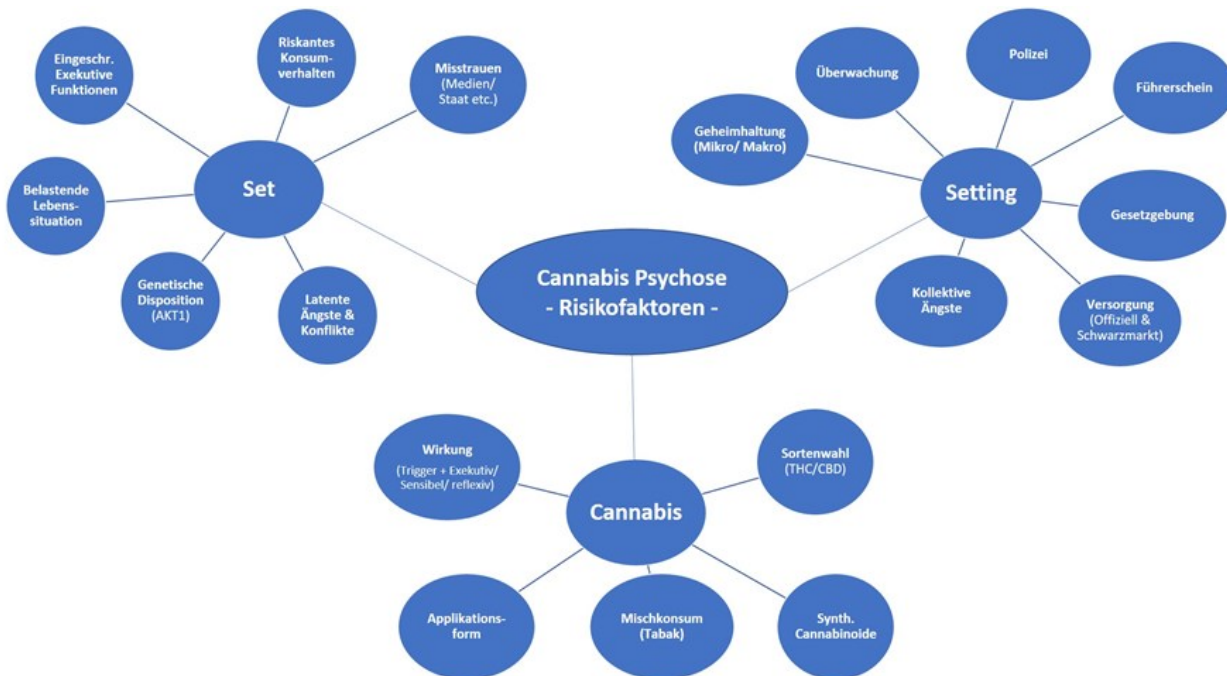 Eingeschr.
Exekutive
Funktionen
Riskantes
Konsum-
verhalten
Misstrauen
(Medien/
Staat etc.)
Belastende
Lebens-
situation
Set
Genetische
Disposition
(AKT1)
Latente
Ängste &
Konflikte
Überwachung
Polizei
Führerschein
Geheimhaltung
(Mikro/ Makro)
Setting
Gesetzgebung
Kollektive
Ängste
Versorgung
(Offiziell &
Schwarzmarkt)
Cannabis Psychose
- Risikofaktoren -
Wirkung
(Trigger + Exekutiv/
Sensibel/ reflexiv)
Sortenwahl
(THC/CBD)
Cannabis
Applikations-
form
Mischkonsum
(Tabak)
Synth.
Cannabinoide